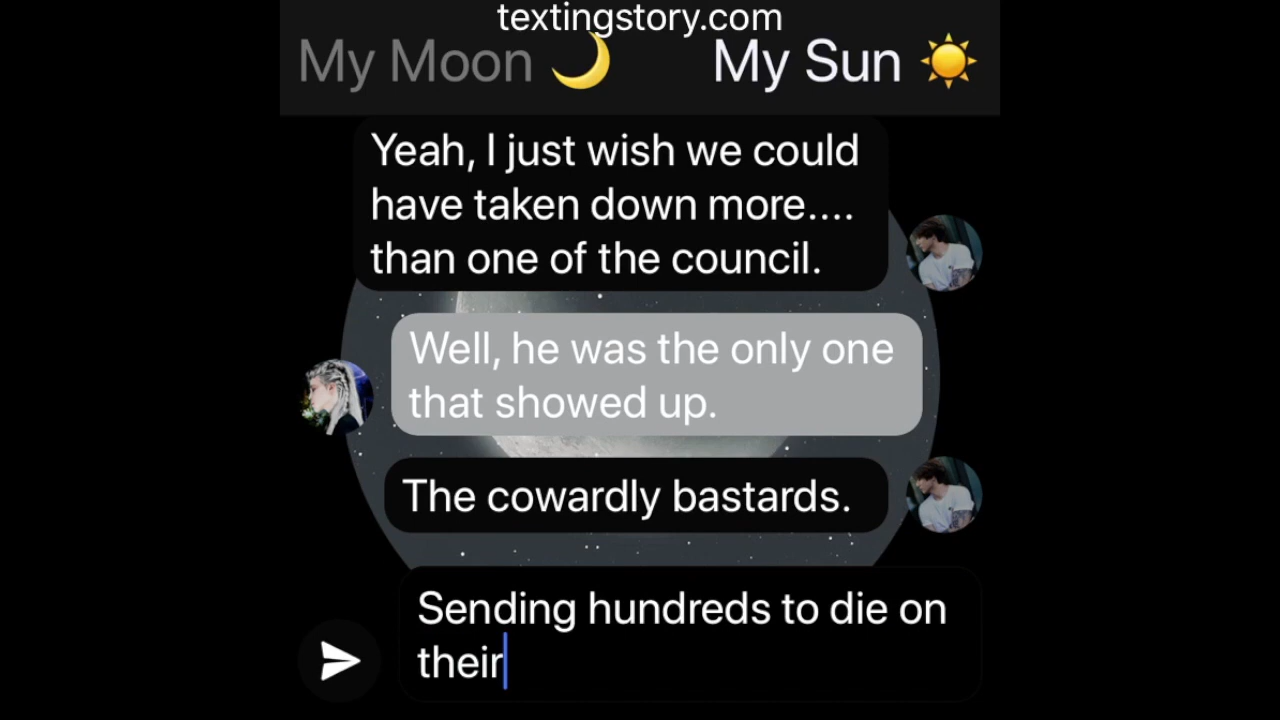 textingstory.com
My Moon 🌙 My Sun ☀️
Yeah, I just wish we could
have taken down more....
than one of the council.
Well, he was the only one
that showed up.
The cowardly bastards.
Sending hundreds to die on
their